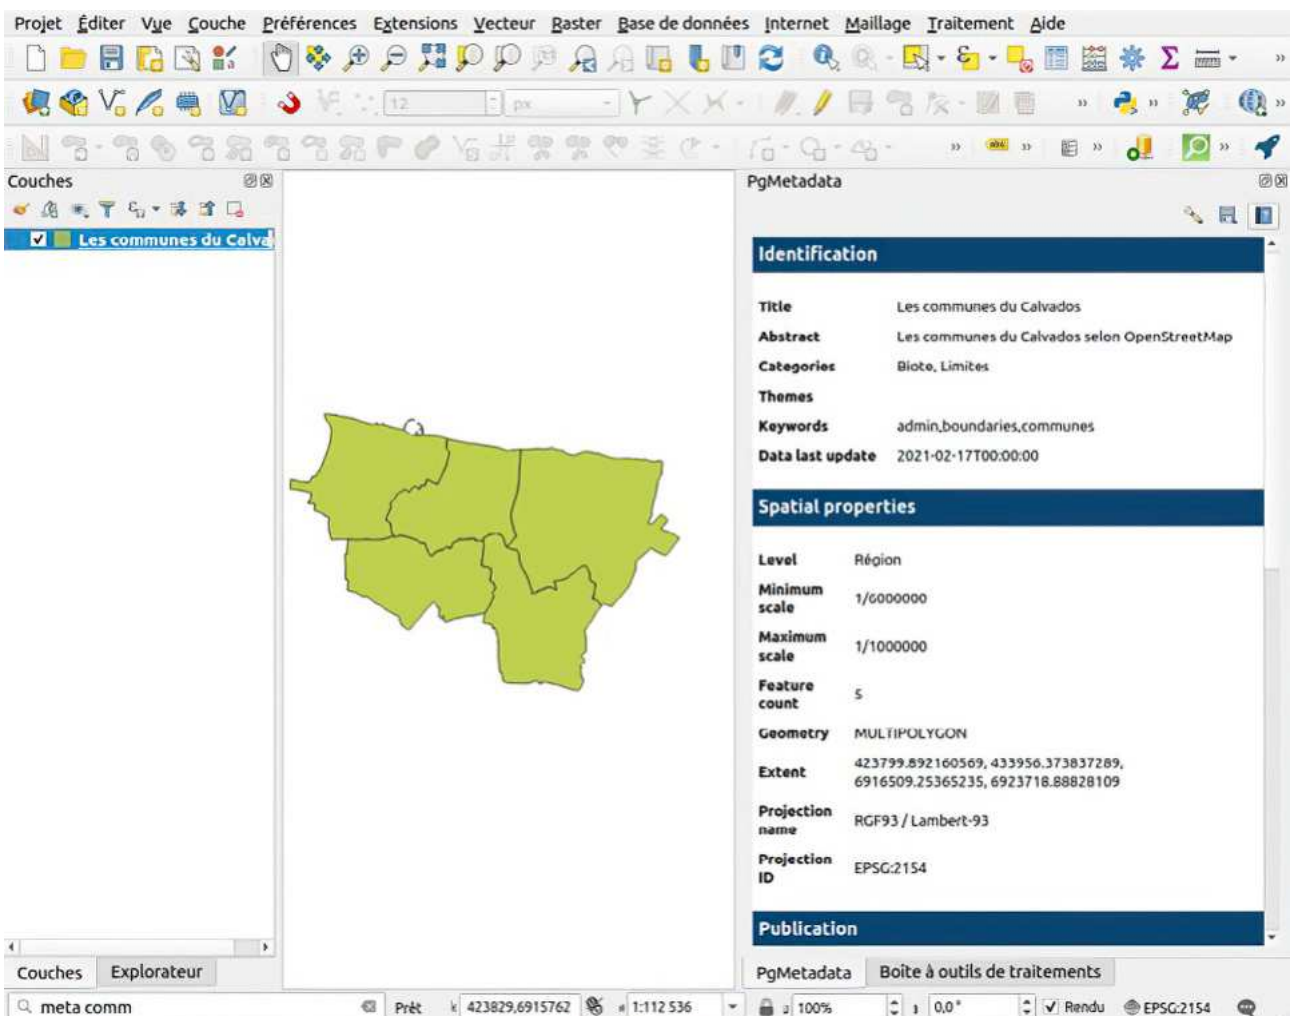 Projet Éditer Vue Couche Préférences Extensions Vecteur Raster Base de données Internet Maillage Traitement Aide
12 px
abc
Couches
PgMetadata
Les communes du Calva
Identification
Title Les communes du Calvados
Abstract Les communes du Calvados selon OpenStreetMap
Categories Biote, Limites
Themes
Keywords admin,boundaries,communes
Data last update 2021-02-17T00:00:00
Spatial properties
Level Région
Minimum scale 1/6000000
Maximum scale 1/1000000
Feature count 5
Geometry MULTIPOLYGON
Extent 423799.892160569, 433956.373837289,
6916509.25365235, 6923718.88828109
Projection name RGF93 / Lambert-93
Projection ID EPSG:2154
Publication
Couches Explorateur
PgMetadata Boîte à outils de traitements
meta comm Prêt 423829,6915762 1:112 536 100% 0,0 ° Rendu EPSG:2154